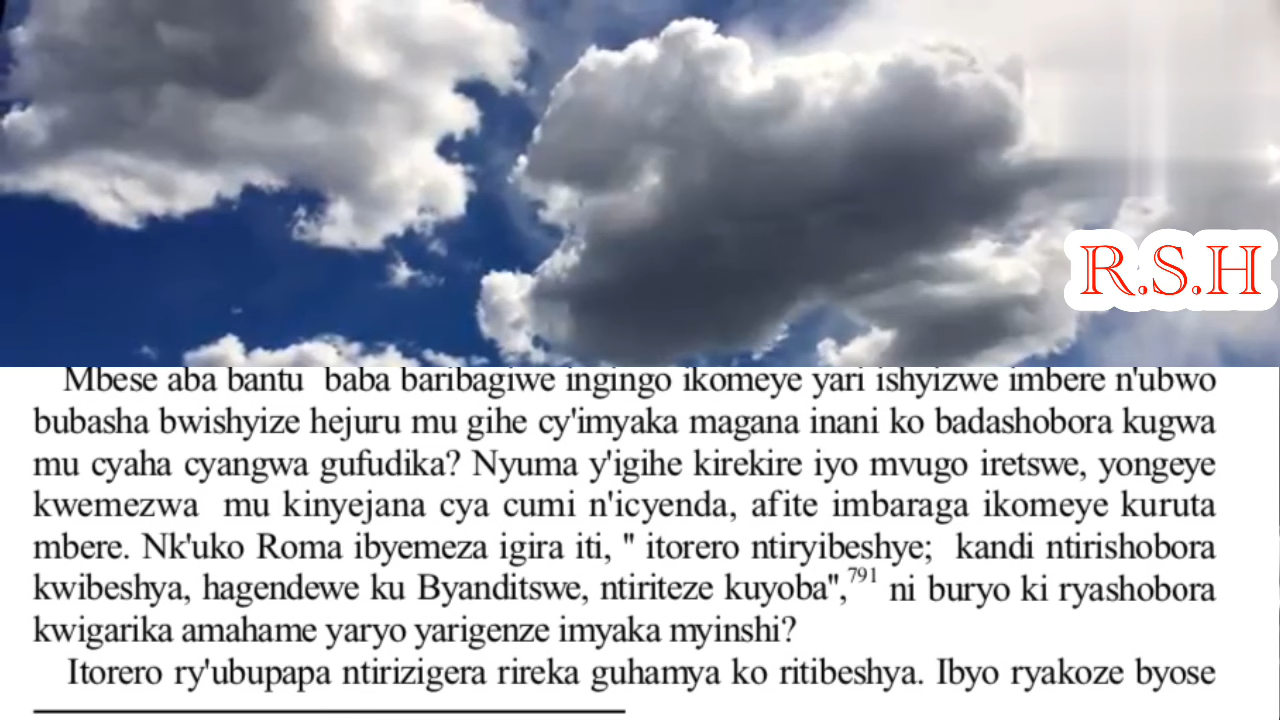 R.S.H
Mbese aba bantu baba baribagiwe ingingo ikomeye yari ishyizwe imbere n'ubwo
bubasha bwishyize hejuru mu gihe cy'imyaka magana inani ko badashobora kugwa
mu cyaha cyangwa gufudika? Nyuma y'igihe kirekire iyo mvugo iretswe, yongeye
kwemezwa mu kinyejana cya cumi n'icyenda, afite imbaraga ikomeye kuruta
mbere. Nk'uko Roma ibyemeza igira iti, " itorero ntiryibeshye; kandi ntirishobora
kwibeshya, hagendewe ku Byanditswe, ntiriteze kuyoba",791 ni buryo ki ryashobora
kwigarika amahame yaryo yarigenze imyaka myinshi?
Itorero ry'ubupapa ntirizigera rireka guhamya ko ritibeshya. Ibyo ryakoze byose